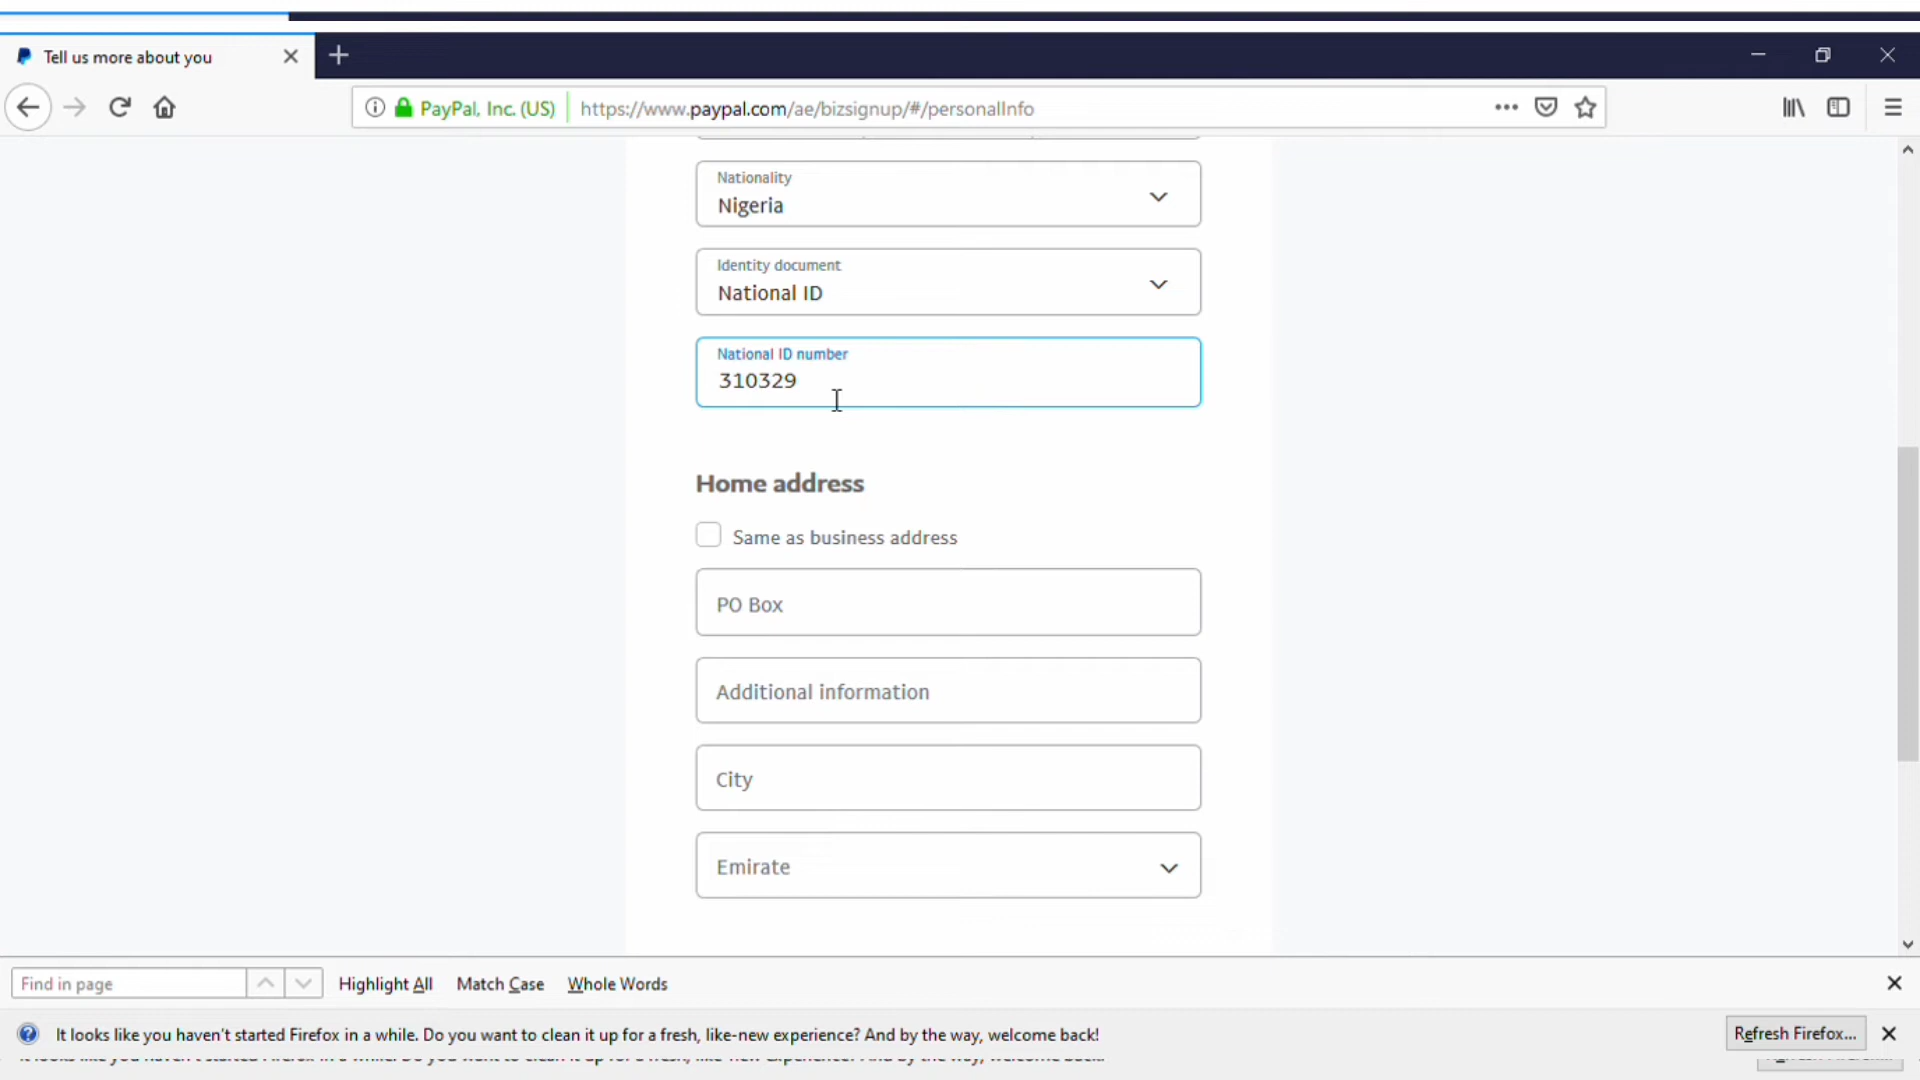 Tell us more about you
PayPal, Inc. (US) https://www.paypal.com/ae/bizsignup/#/personalInfo
Nationality
Nigeria
Identity document
National ID
National ID number
310329
Home address
Same as business address
PO Box
Additional information
City
Emirate
Find in page Highlight All Match Case Whole Words
It looks like you haven't started Firefox in a while. Do you want to clean it up for a fresh, like-new experience? And by the way, welcome back! Refresh Firefox...